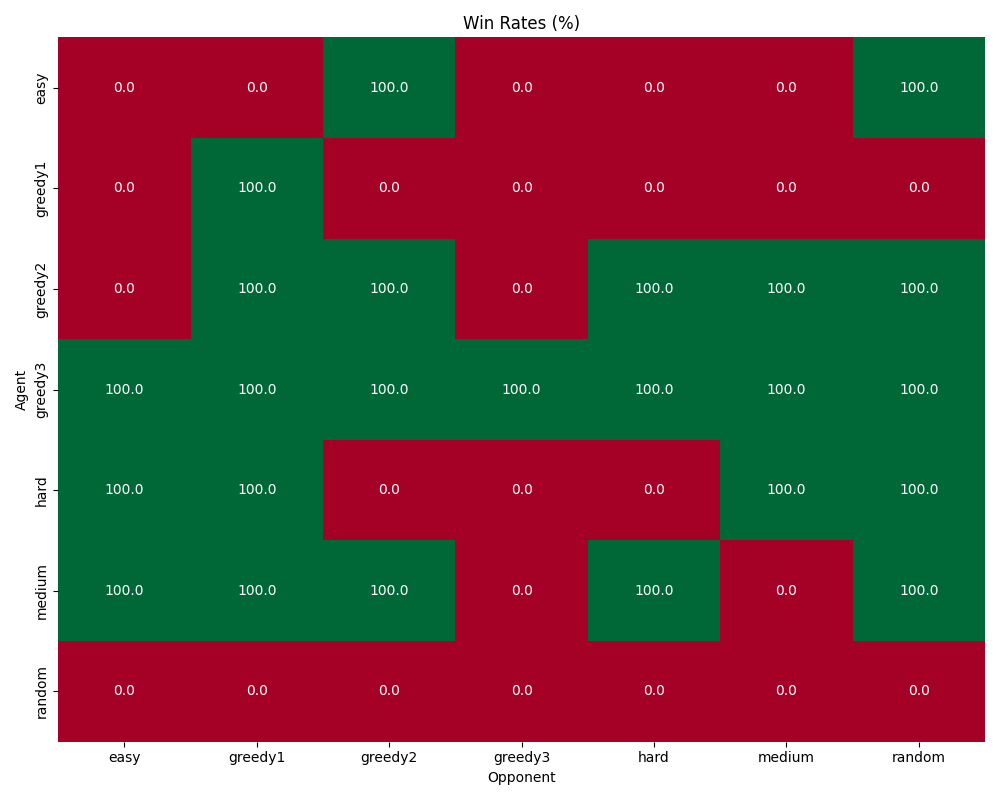 Win Rates (%)
easy 0.0 0.0 100.0 0.0 0.0 0.0 100.0
greedy1 0.0 100.0 0.0 0.0 0.0 0.0 0.0
greedy2 0.0 100.0 100.0 0.0 100.0 100.0 100.0
Agent
greedy3 100.0 100.0 100.0 100.0 100.0 100.0 100.0
hard 100.0 100.0 0.0 0.0 0.0 100.0 100.0
medium 100.0 100.0 100.0 0.0 100.0 0.0 100.0
random 0.0 0.0 0.0 0.0 0.0 0.0 0.0
easy greedy1 greedy2 greedy3 hard medium random
Opponent